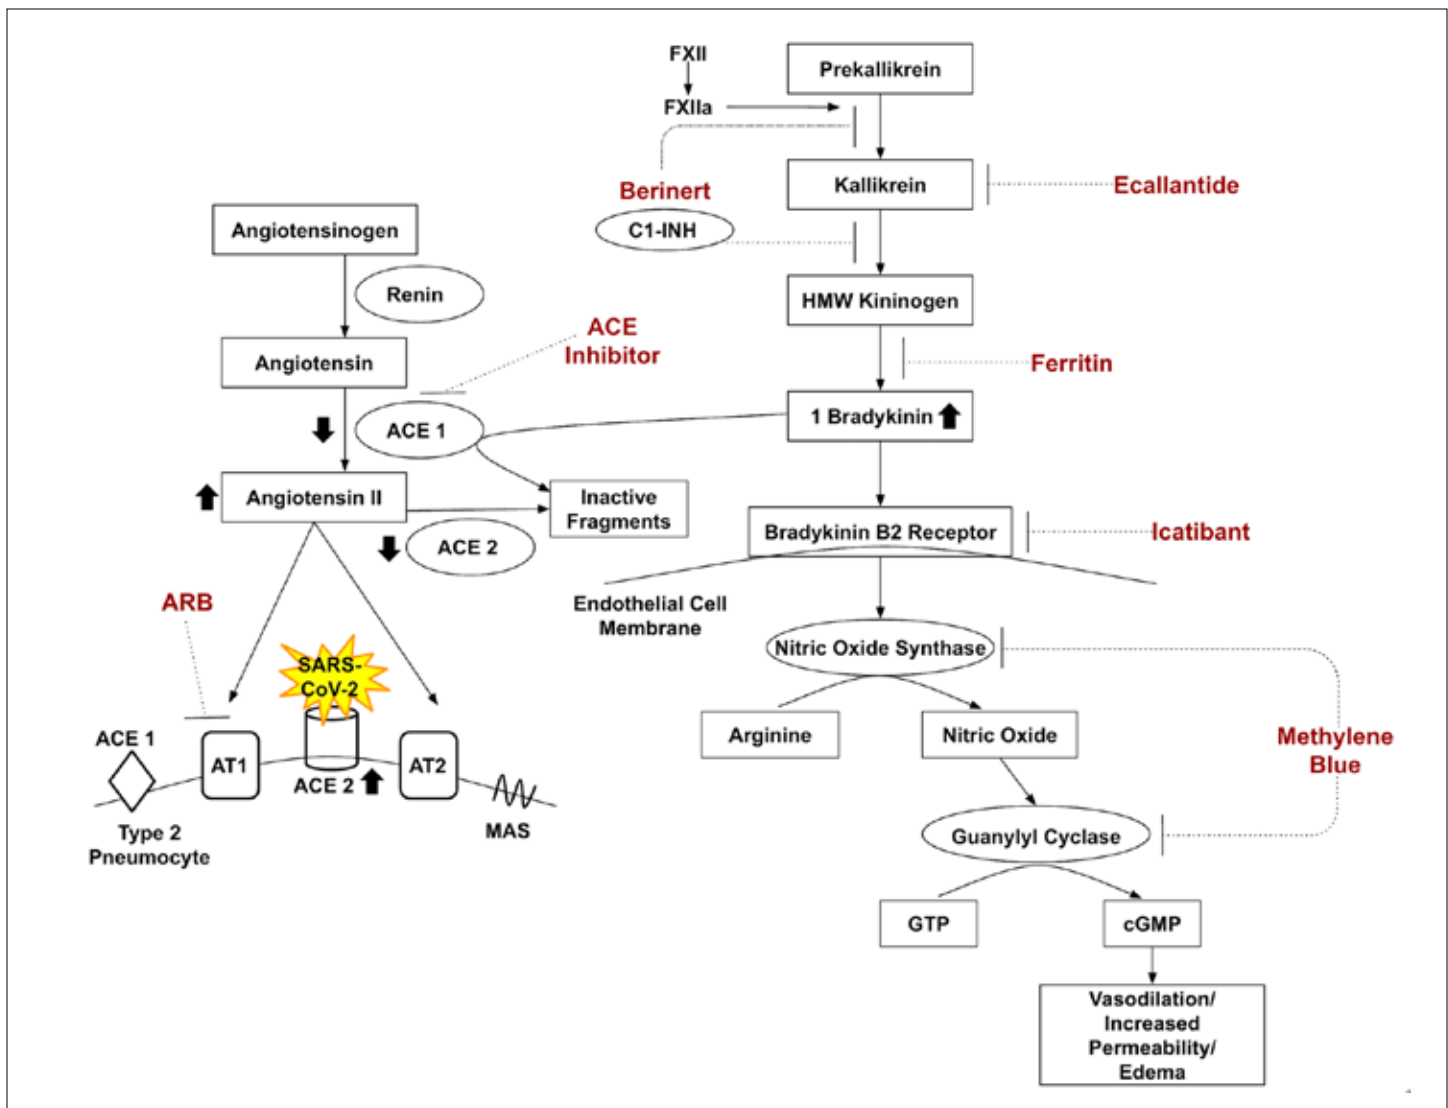 FXII
FXIIa
Prekallikrein
Berinert
Kallikrein
Ecallantide
C1-INH
Angiotensinogen
Renin
HMW Kininogen
ACE
Inhibitor
Angiotensin
Ferritin
ACE 1
1 Bradykinin
Angiotensin II
Inactive
Fragments
ACE 2
Bradykinin B2 Receptor
Icatibant
ARB
Endothelial Cell
Membrane
Nitric Oxide Synthase
SARS-
CoV-2
Arginine
Nitric Oxide
Methylene
Blue
ACE 1
AT1
ACE 2
AT2
MAS
Type 2
Pneumocyte
Guanylyl Cyclase
GTP
cGMP
Vasodilation/
Increased
Permeability/
Edema